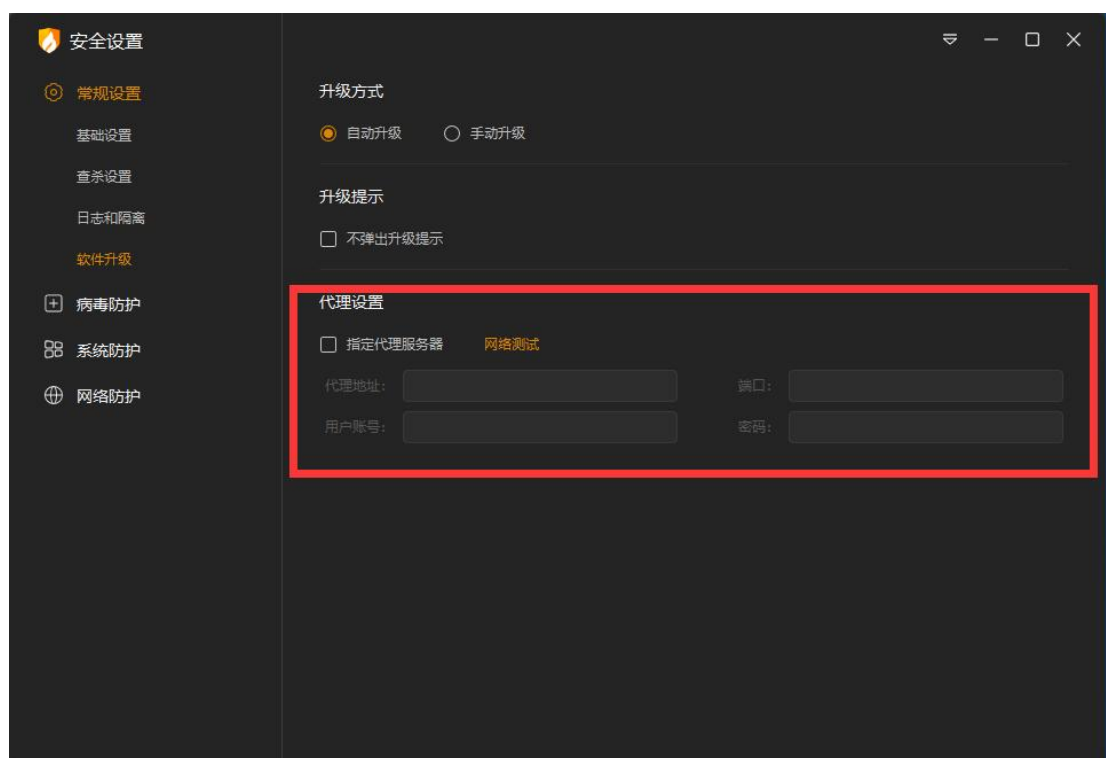 安全设置
常规设置
基础设置
查杀设置
日志和隔离
软件升级
病毒防护
系统防护
网络防护
升级方式
自动升级 手动升级
升级提示
不弹出升级提示
代理设置
指定代理服务器 网络测试
代理地址： 端口：
用户账号： 密码：